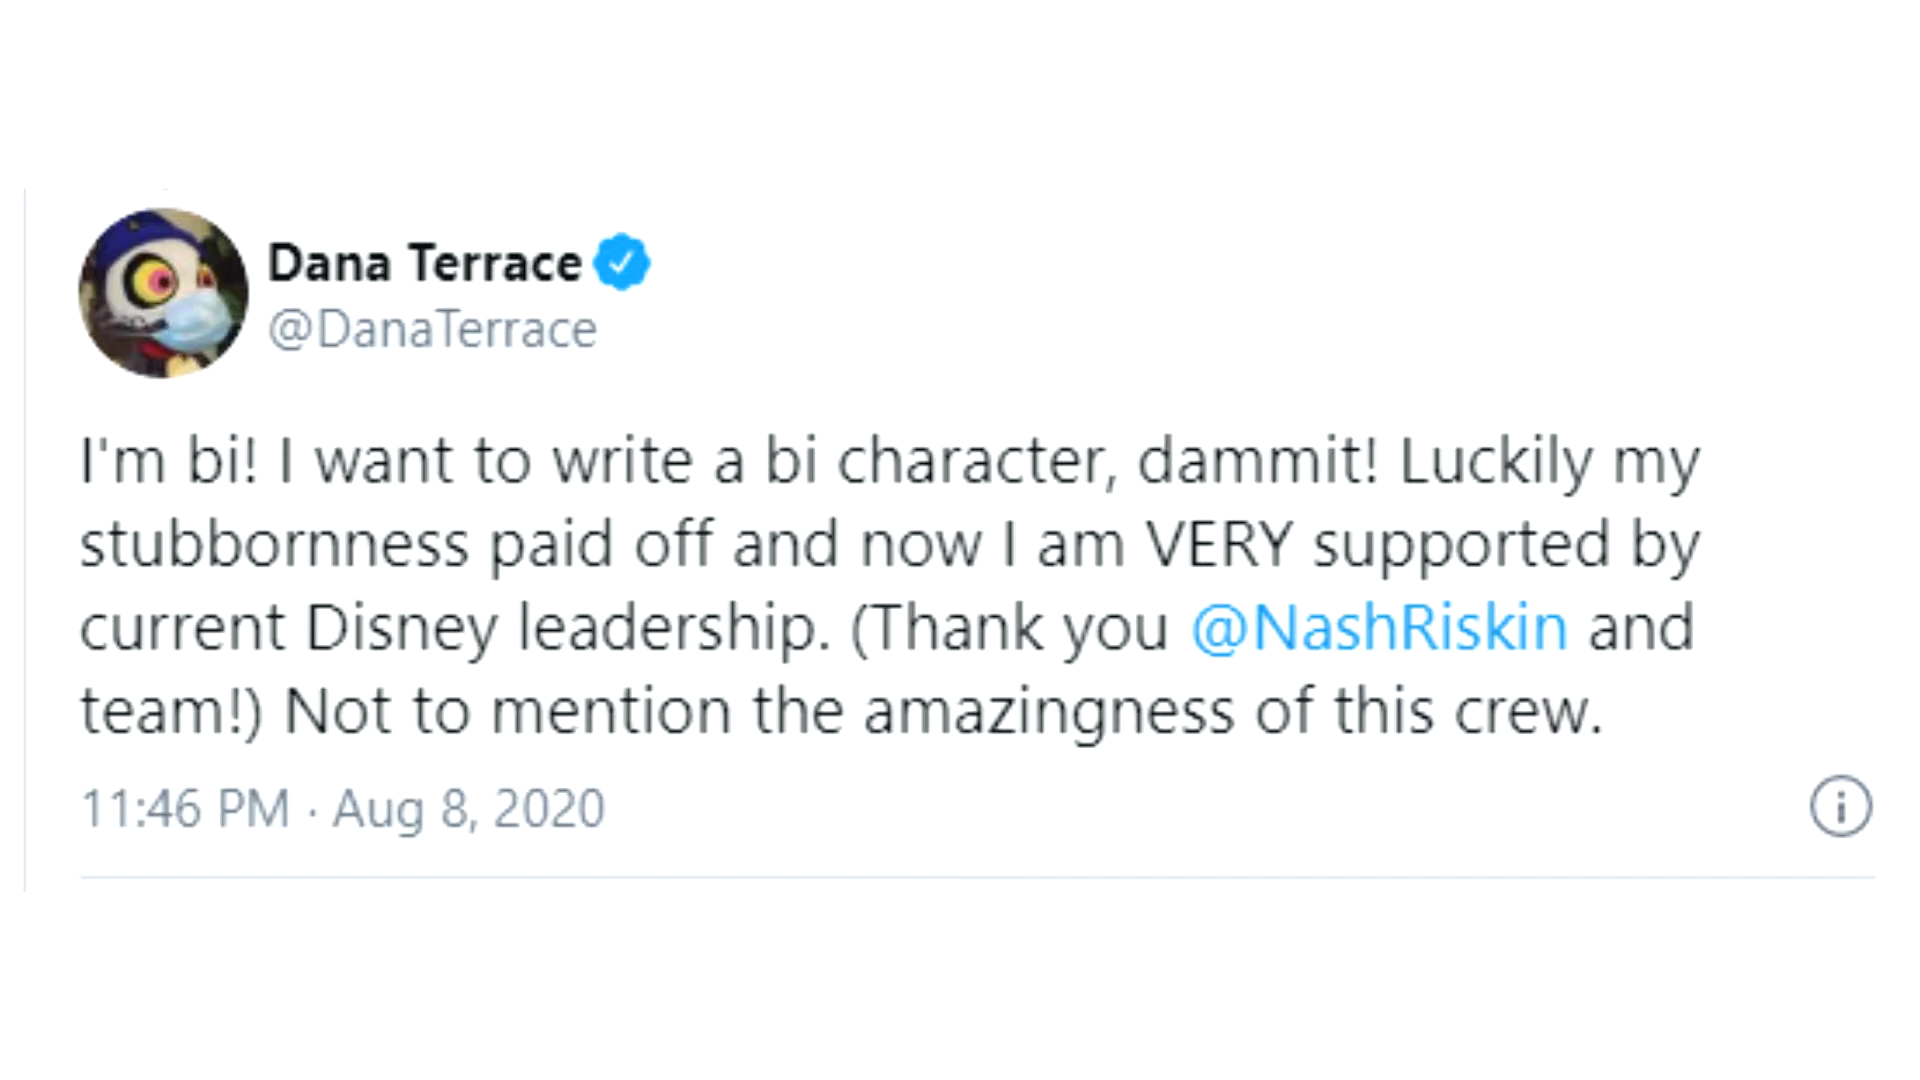 Dana Terrace
@DanaTerrace
I'm bi! I want to write a bi character, dammit! Luckily my
stubbornness paid off and now I am VERY supported by
current Disney leadership. (Thank you @NashRiskin and
team!) Not to mention the amazingness of this crew.
11:46 PM · Aug 8, 2020